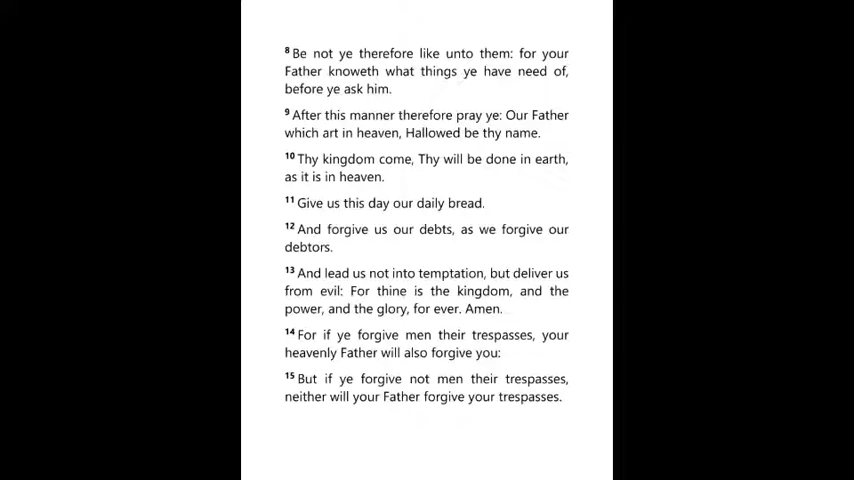 8 Be not ye therefore like unto them: for your
Father knoweth what things ye have need of,
before ye ask him.
9 After this manner therefore pray ye: Our Father
which art in heaven, Hallowed be thy name.
10 Thy kingdom come, Thy will be done in earth,
as it is in heaven.
11 Give us this day our daily bread.
12 And forgive us our debts, as we forgive our
debtors.
13 And lead us not into temptation, but deliver us
from evil: For thine is the kingdom, and the
power, and the glory, for ever. Amen.
14 For if ye forgive men their trespasses, your
heavenly Father will also forgive you:
15 But if ye forgive not men their trespasses,
neither will your Father forgive your trespasses.